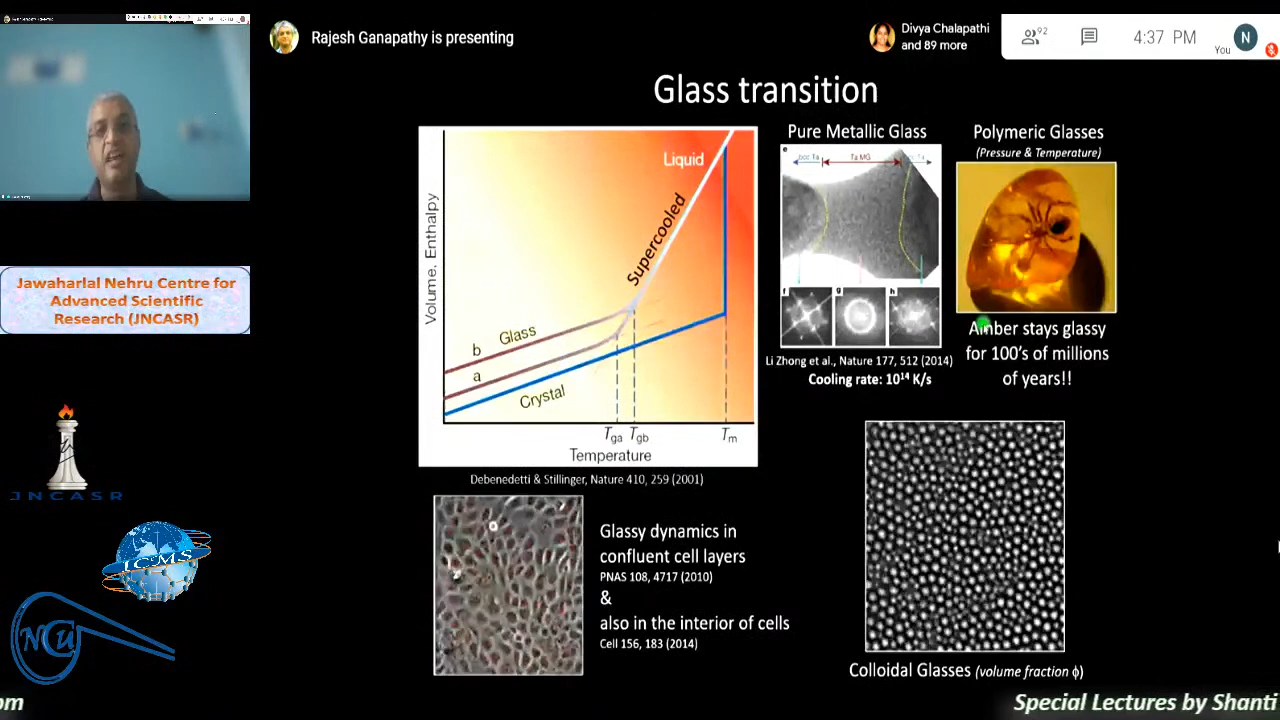 Rajesh Ganapathy is presenting
Divya Chalapathi
and 89 more
92
4:37 PM
You
N
Glass transition
Volume, Enthalpy
Liquid
Supercooled
b
Glass
a
Crystal
Tga
Tgb
Tm
Temperature
Debenedetti & Stillinger, Nature 410, 259 (2001)
Pure Metallic Glass
e
Ta MG
f
g
h
Li Zhong et al., Nature 177, 512 (2014)
Cooling rate: 10¹⁴ K/s
Polymeric Glasses
(Pressure & Temperature)
Amber stays glassy
for 100's of millions
of years!!
Jawaharlal Nehru Centre for
Advanced Scientific
Research (JNCASR)
JNCASR
ICMS
NCU
Glassy dynamics in
confluent cell layers
PNAS 108, 4717 (2010)
&
also in the interior of cells
Cell 156, 183 (2014)
Colloidal Glasses (volume fraction ϕ)
om
Special Lectures by Shanti